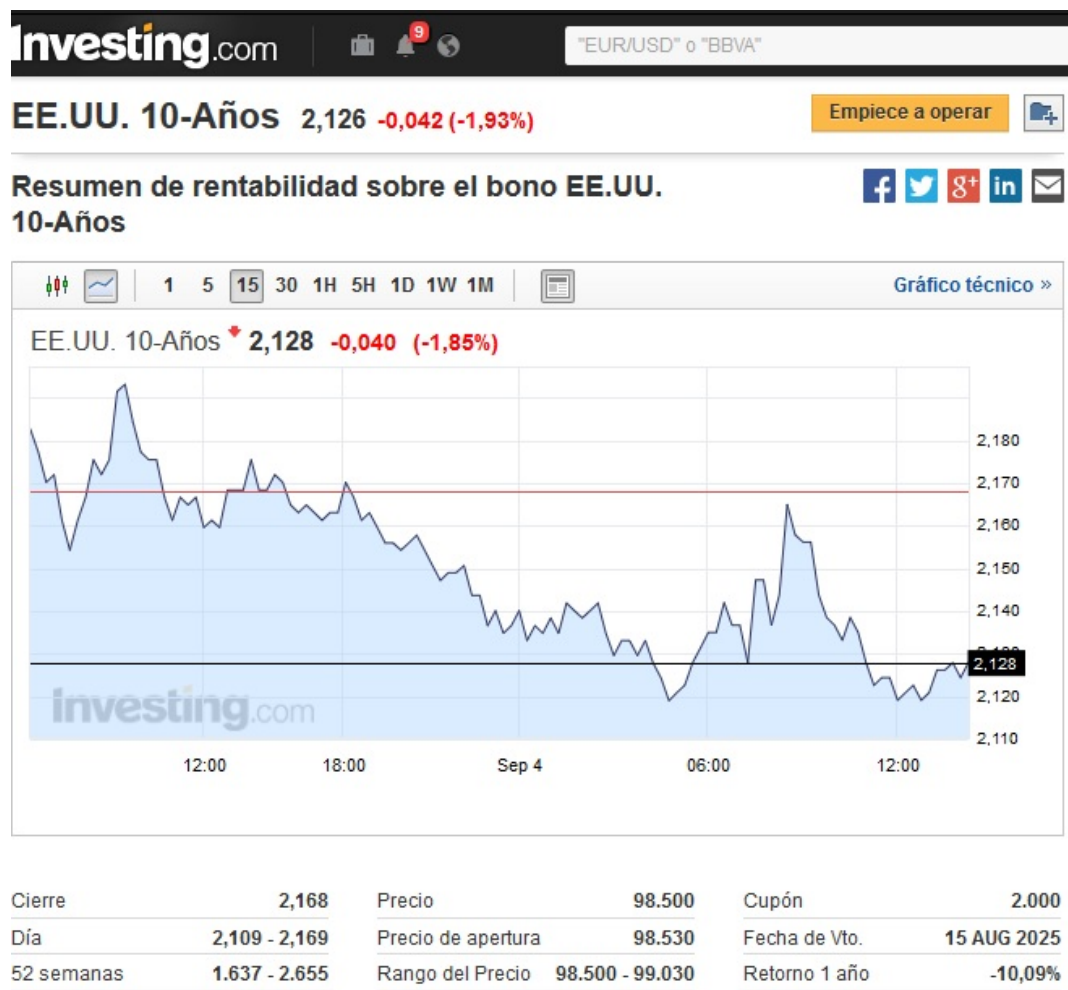 Investing.com
9
"EUR/USD" o "BBVA"
EE.UU. 10-Años 2,126 -0,042 (-1,93%)
Empiece a operar
Resumen de rentabilidad sobre el bono EE.UU.
10-Años
1 5 15 30 1H 5H 1D 1W 1M
Gráfico técnico »
EE.UU. 10-Años 2,128 -0,040 (-1,85%)
2,180
2,170
2,160
2,150
2,140
2,128
2,120
2,110
Investing.com
12:00 18:00 Sep 4 06:00 12:00
Cierre 2,168 Precio 98.500 Cupón 2.000
Día 2,109 - 2,169 Precio de apertura 98.530 Fecha de Vto. 15 AUG 2025
52 semanas 1.637 - 2.655 Rango del Precio 98.500 - 99.030 Retorno 1 año -10,09%